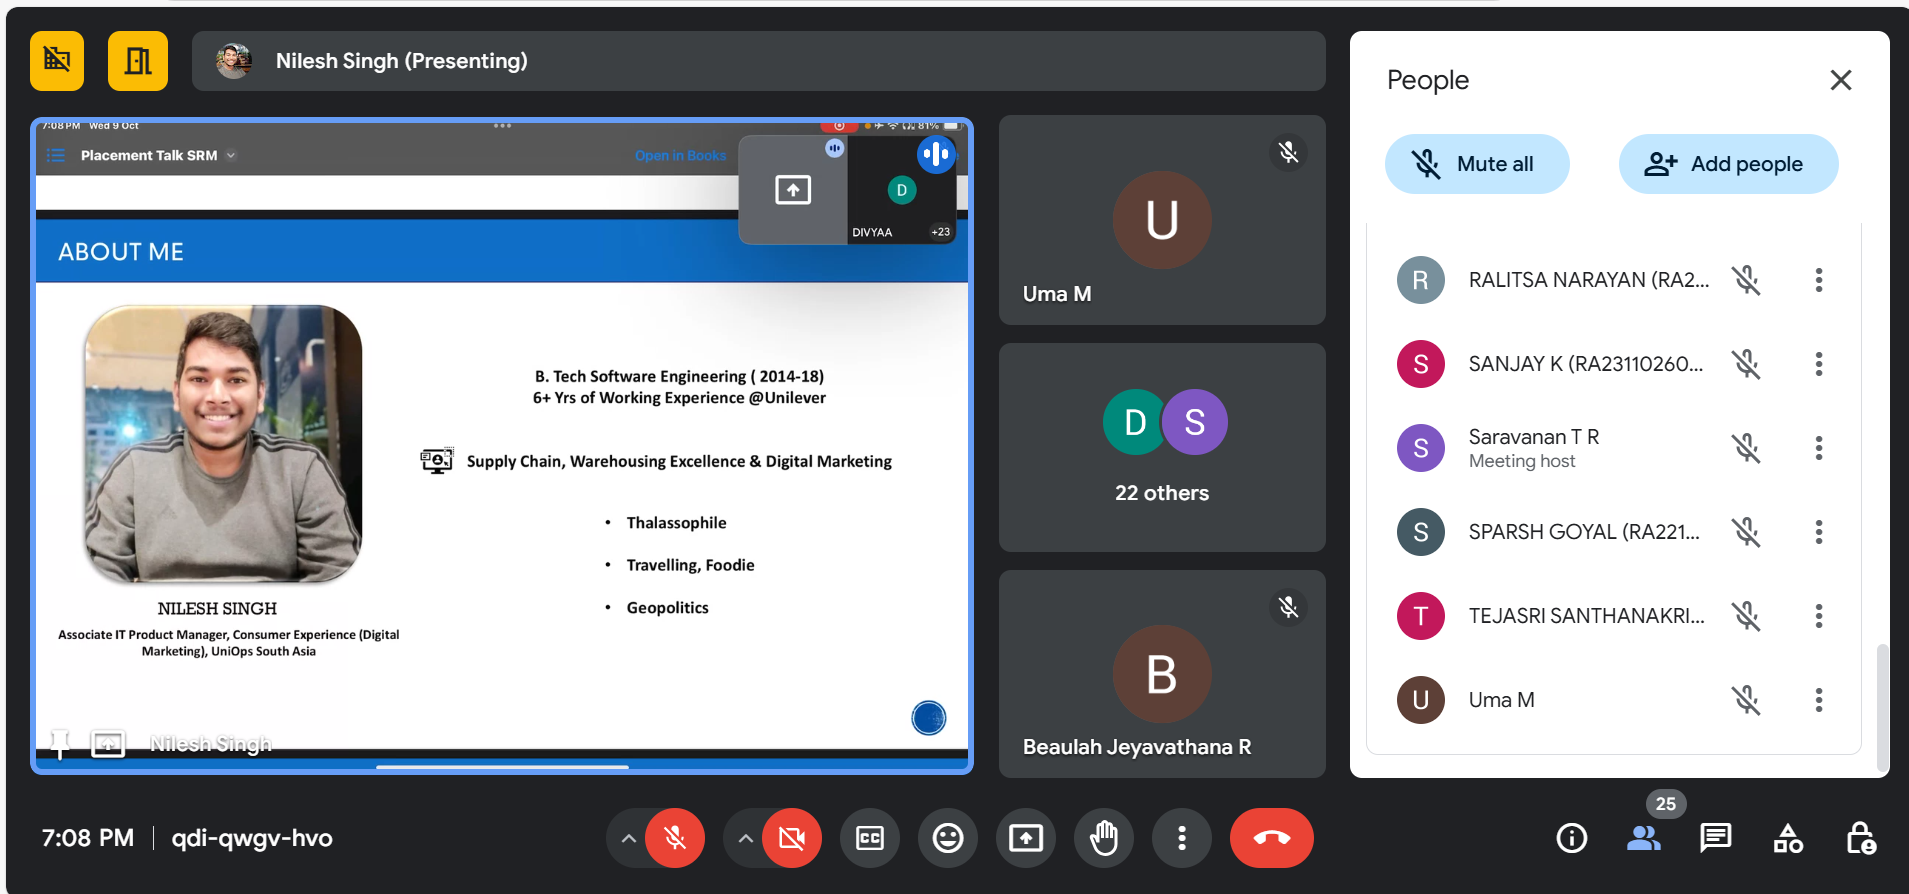 Nilesh Singh (Presenting)
7:08 PM Wed 9 Oct
81%
Placement Talk SRM
Open in Books
D
DIVYAA
+23
ABOUT ME
B. Tech Software Engineering ( 2014-18)
6+ Yrs of Working Experience @Unilever
Supply Chain, Warehousing Excellence & Digital Marketing
• Thalassophile
• Travelling, Foodie
• Geopolitics
NILESH SINGH
Associate IT Product Manager, Consumer Experience (Digital
Marketing), UniOps South Asia
Nilesh Singh
U
Uma M
D S
22 others
B
Beaulah Jeyavathana R
People
Mute all
Add people
R RALITSA NARAYAN (RA2...
S SANJAY K (RA23110260...
S Saravanan T R
Meeting host
S SPARSH GOYAL (RA221...
T TEJASRI SANTHANAKRI...
U Uma M
7:08 PM | qdi-qwgv-hvo
CC
25